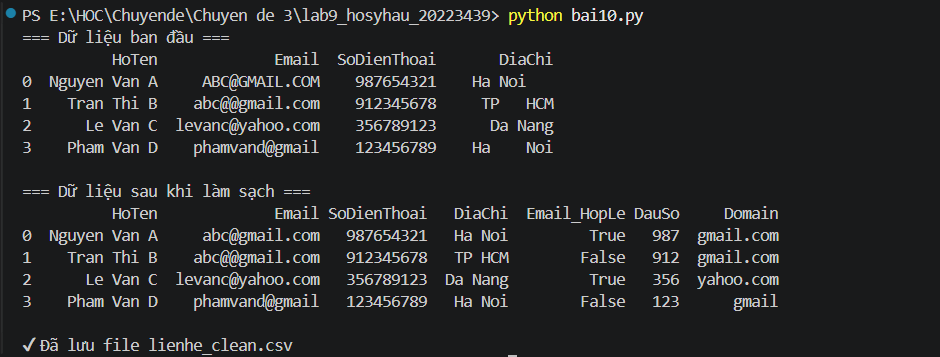 PS E:\HOC\Chuyende\Chuyen de 3\lab9_hosyhau_20223439> python bai10.py
=== Dữ liệu ban đầu ===
HoTen Email SoDienThoai DiaChi
0 Nguyen Van A ABC@GMAIL.COM 987654321 Ha Noi
1 Tran Thi B abc@@gmail.com 912345678 TP   HCM
2 Le Van C levanc@yahoo.com 356789123 Da Nang
3 Pham Van D phamvand@gmail 123456789 Ha    Noi
=== Dữ liệu sau khi làm sạch ===
HoTen Email SoDienThoai DiaChi Email_HopLe DauSo Domain
0 Nguyen Van A abc@gmail.com 987654321 Ha Noi True 987 gmail.com
1 Tran Thi B abc@@gmail.com 912345678 TP HCM False 912 gmail.com
2 Le Van C levanc@yahoo.com 356789123 Da Nang True 356 yahoo.com
3 Pham Van D phamvand@gmail 123456789 Ha Noi False 123 gmail
✓ Đã lưu file lienhe_clean.csv